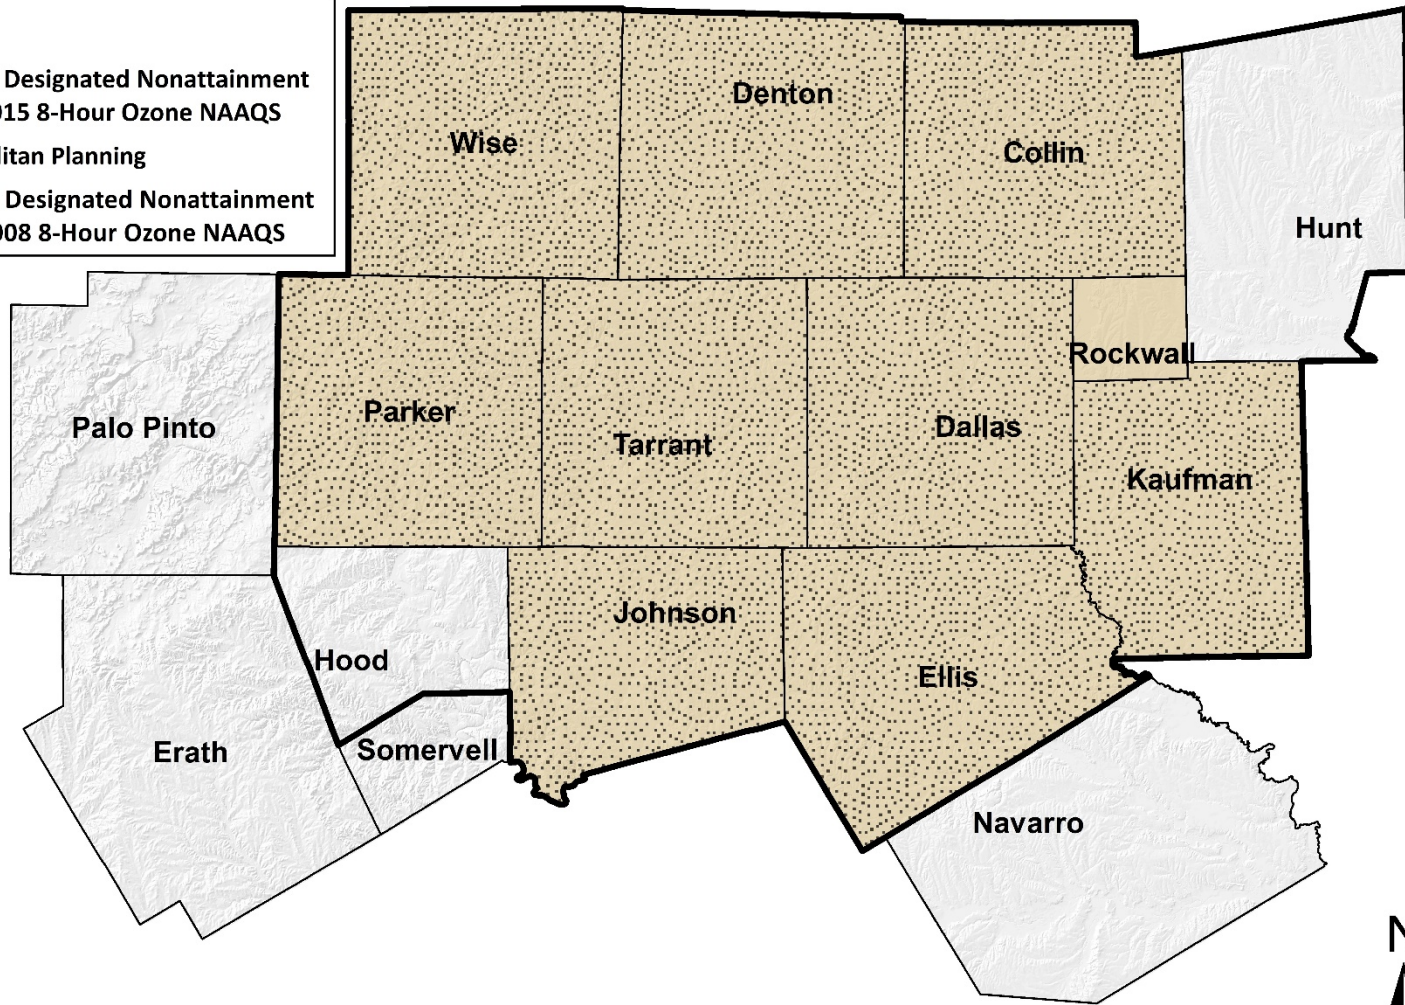 Designated Nonattainment
015 8-Hour Ozone NAAQS
litan Planning
Designated Nonattainment
008 8-Hour Ozone NAAQS
Denton
Wise
Collin
Hunt
Rockwall
Parker
Palo Pinto
Dallas
Tarrant
Kaufman
Johnson
Hood
Ellis
Erath
Somervell
Navarro
N